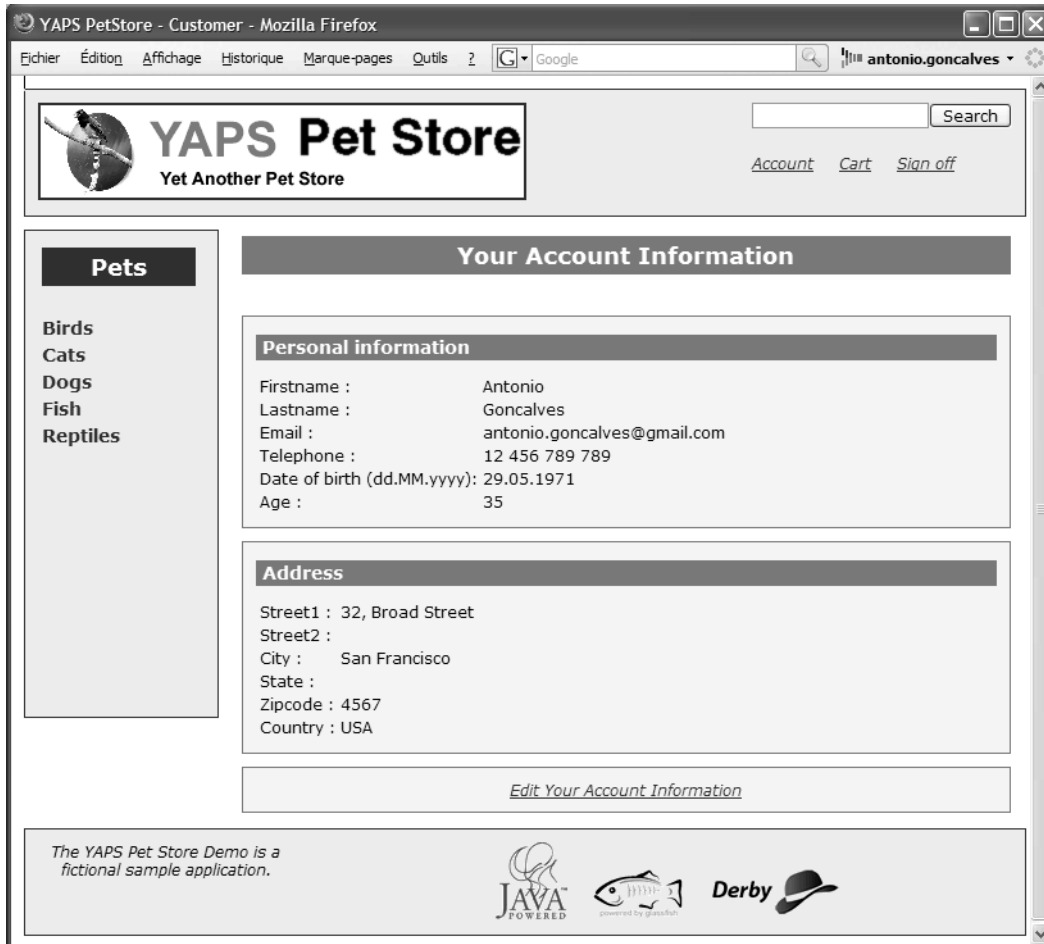 YAPS PetStore - Customer - Mozilla Firefox
Fichier Édition Affichage Historique Marque-pages Outils ? G Google antonio.goncalves
YAPS Pet Store
Yet Another Pet Store
Search
Account Cart Sign off
Pets
Birds
Cats
Dogs
Fish
Reptiles
Your Account Information
Personal information
Firstname : Antonio
Lastname : Goncalves
Email : antonio.goncalves@gmail.com
Telephone : 12 456 789 789
Date of birth (dd.MM.yyyy): 29.05.1971
Age : 35
Address
Street1 : 32, Broad Street
Street2 :
City : San Francisco
State :
Zipcode : 4567
Country : USA
Edit Your Account Information
The YAPS Pet Store Demo is a
fictional sample application.
JAVA™
POWERED
powered by glassfish
Derby